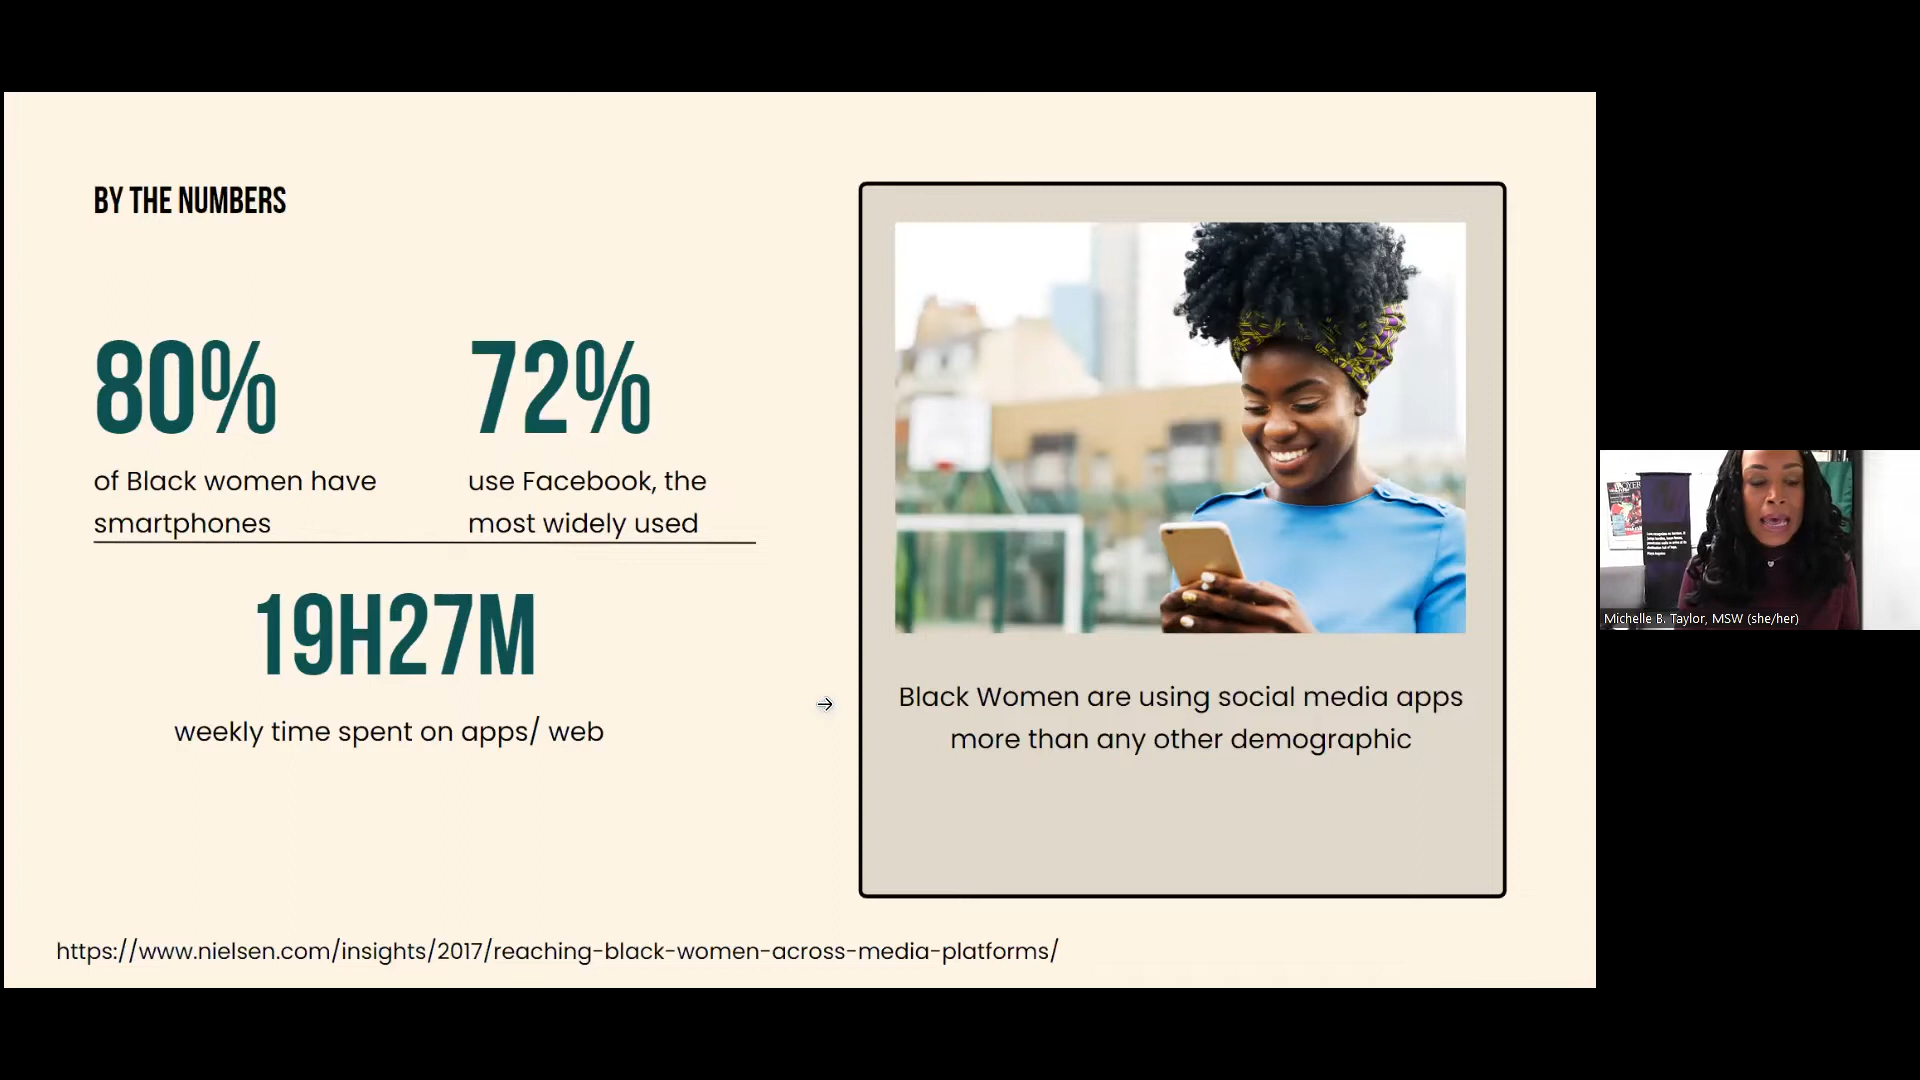 BY THE NUMBERS
80%
of Black women have
smartphones
72%
use Facebook, the
most widely used
19H27M
weekly time spent on apps/ web
Black Women are using social media apps
more than any other demographic
https://www.nielsen.com/insights/2017/reaching-black-women-across-media-platforms/
Michelle B. Taylor, MSW (she/her)